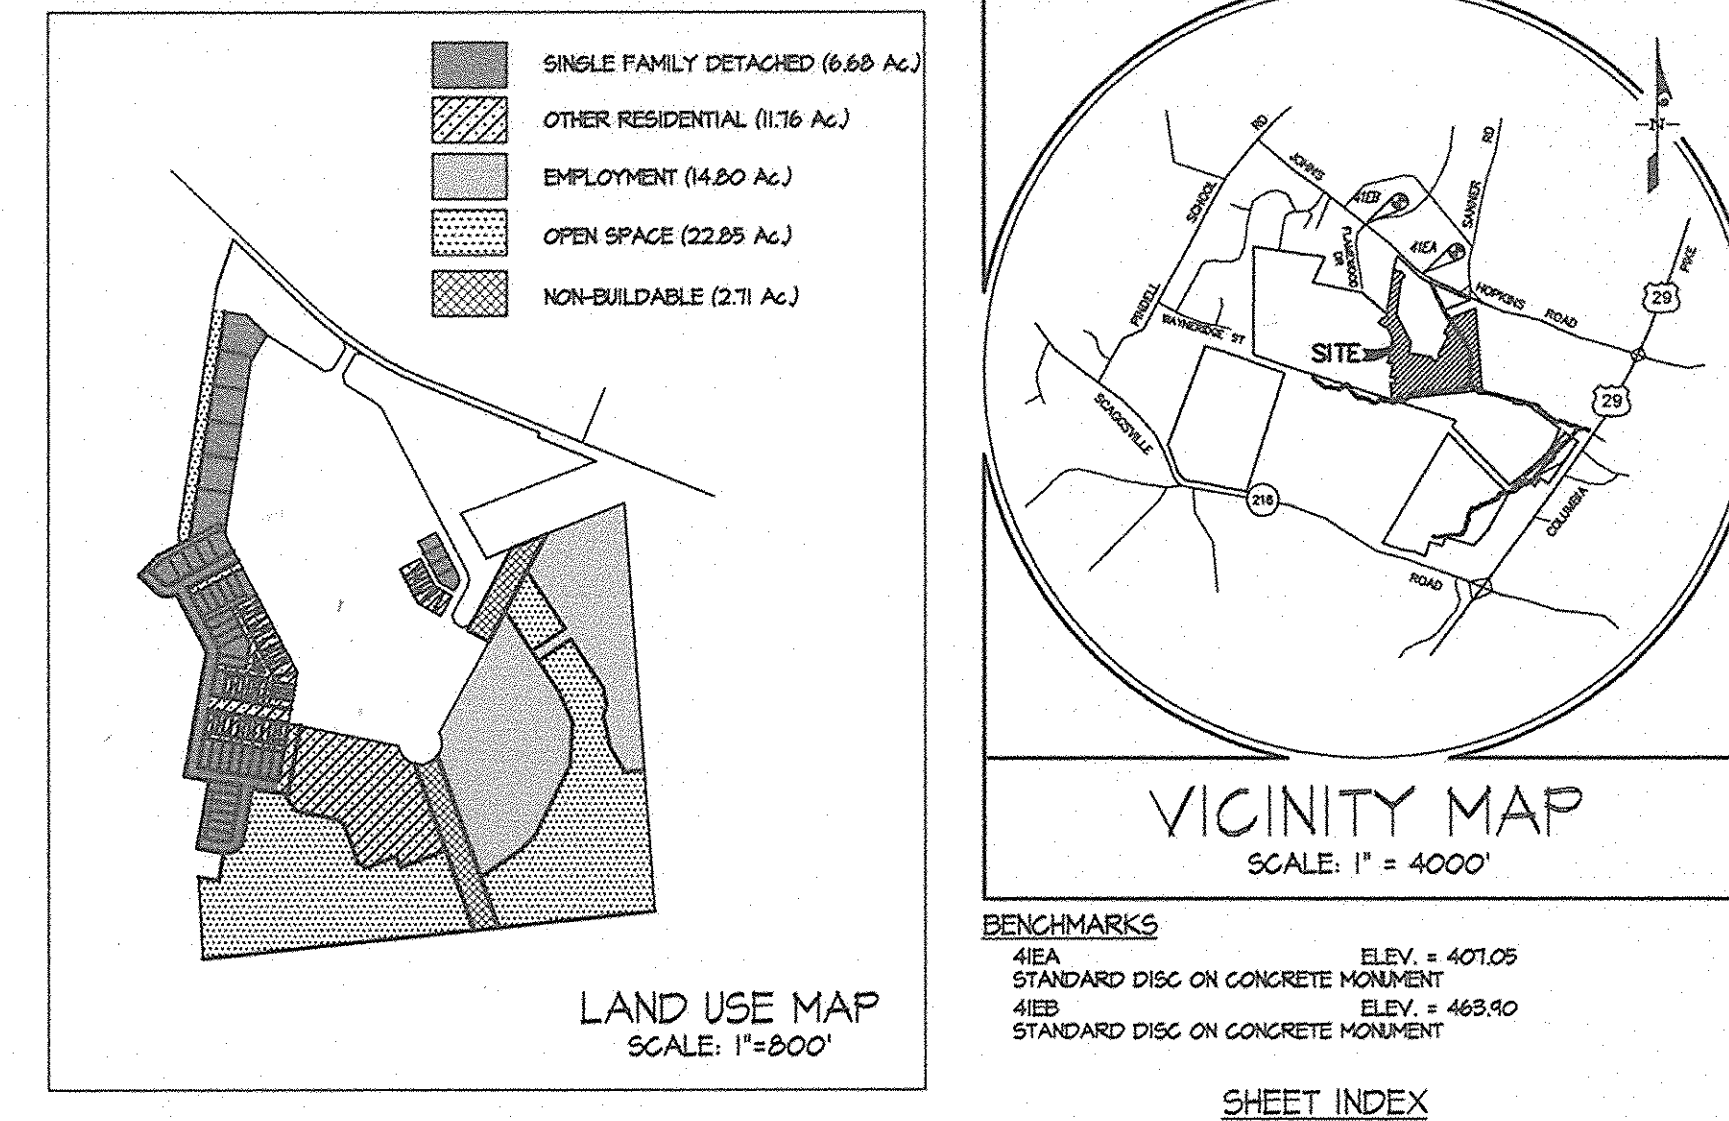 SINGLE FAMILY DETACHED (6.68 Ac.)
OTHER RESIDENTIAL (11.76 Ac.)
EMPLOYMENT (14.80 Ac.)
OPEN SPACE (22.85 Ac.)
NON-BUILDABLE (2.71 Ac.)
LAND USE MAP
SCALE: 1"=800'
RD
JOHNS
SCHOOL
41EB
SANNER
RD
N
41EA
DR
PIKE
29
PINDELL
HOPKINS
ROAD
SITE
29
SCAGGSVILLE
216
COLUMBIA
ROAD
VICINITY MAP
SCALE: 1" = 4000'
BENCHMARKS
41EA ELEV. = 407.05
STANDARD DISC ON CONCRETE MONUMENT
41EB ELEV. = 463.90
STANDARD DISC ON CONCRETE MONUMENT
SHEET INDEX